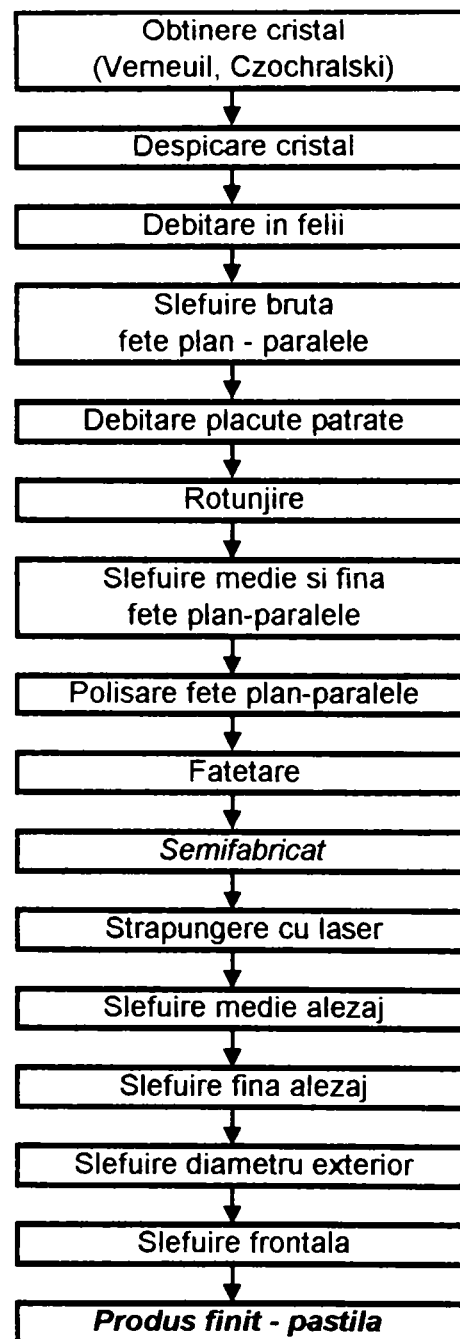 Obtinere cristal
(Verneuil, Czochralski)
Despicare cristal
Debitare in felii
Slefuire bruta
fete plan - paralele
Debitare placute patrate
Rotunjire
Slefuire medie si fina
fete plan-paralele
Polisare fete plan-paralele
Fatetare
Semifabricat
Strapungere cu laser
Slefuire medie alezaj
Slefuire fina alezaj
Slefuire diametru exterior
Slefuire frontala
Produs finit - pastila